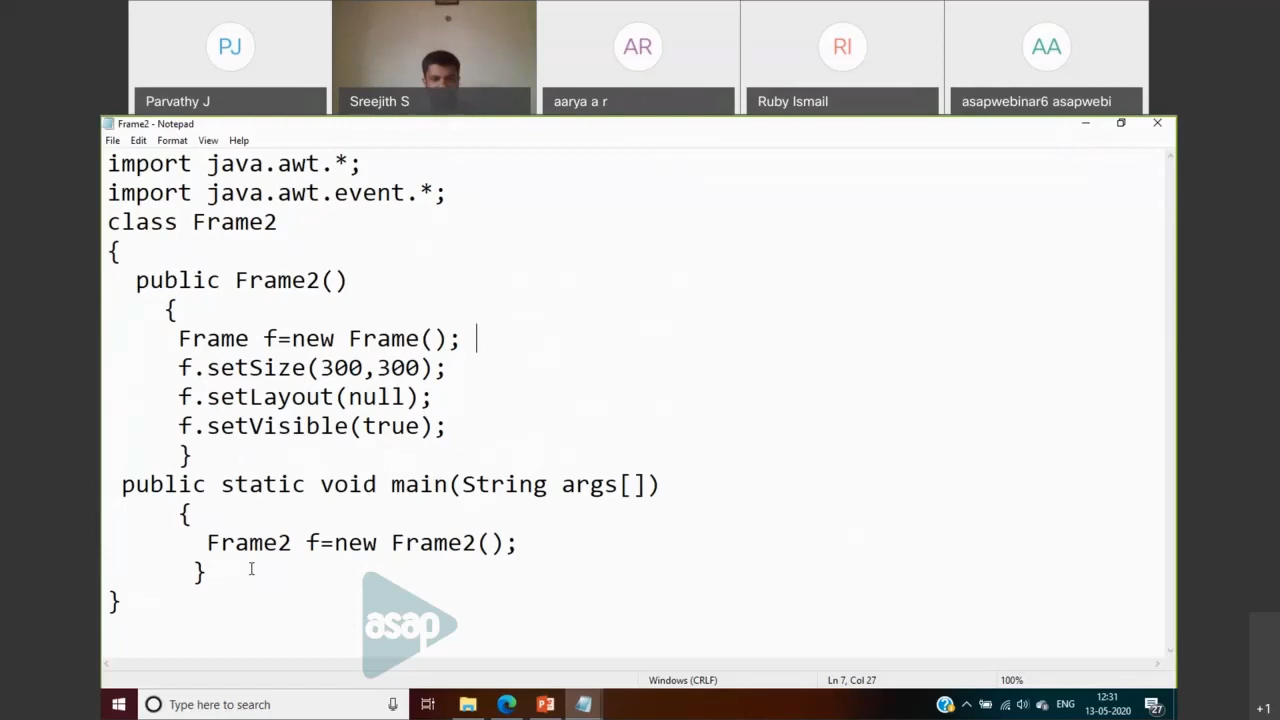 PJ
AR
RI
AA
Parvathy J
Sreejith S
aarya a r
Ruby Ismail
asapwebinar6 asapwebi
Frame2 - Notepad
File Edit Format View Help
import java.awt.*;
import java.awt.event.*;
class Frame2
{
public Frame2()
{
Frame f=new Frame();
f.setSize(300,300);
f.setLayout(null);
f.setVisible(true);
}
public static void main(String args[])
{
Frame2 f=new Frame2();
}
}
asap
Windows (CRLF) Ln 7, Col 27 100%
Type here to search
ENG
12:31
13-05-2020
27
+1